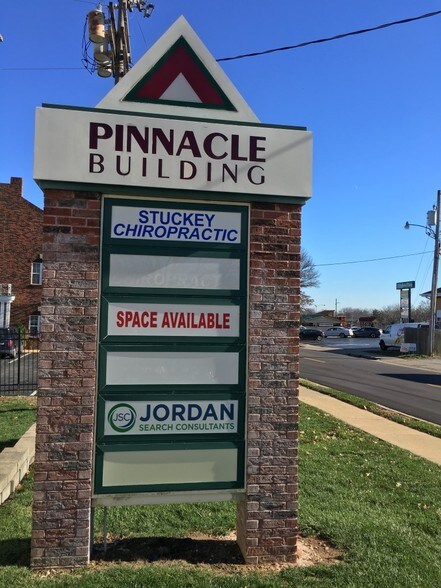 PINNACLE
BUILDING
STUCKEY
CHIROPRACTIC
SPACE AVAILABLE
JSC JORDAN
SEARCH CONSULTANTS